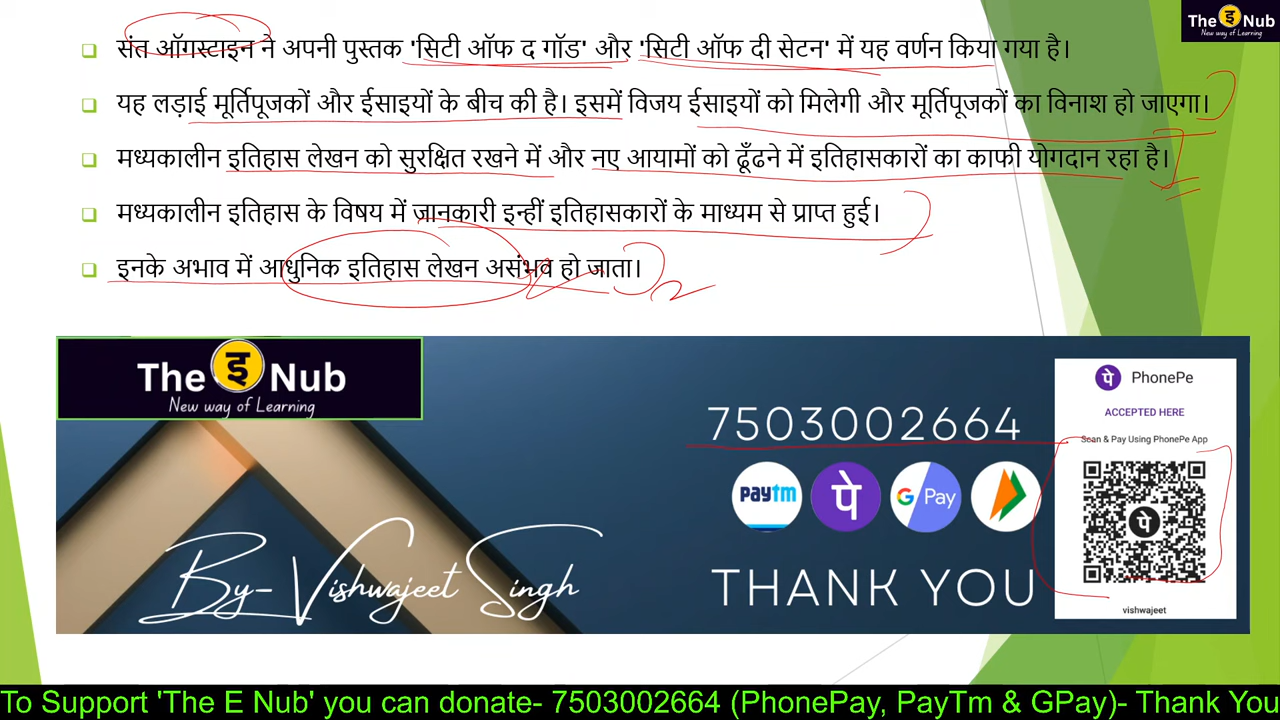 The इ Nub
New way of Learning
संत ऑगस्टाइन ने अपनी पुस्तक 'सिटी ऑफ द गॉड' और 'सिटी ऑफ दी सेटन' में यह वर्णन किया गया है।
यह लड़ाई मूर्तिपूजकों और ईसाइयों के बीच की है। इसमें विजय ईसाइयों को मिलेगी और मूर्तिपूजकों का विनाश हो जाएगा।
मध्यकालीन इतिहास लेखन को सुरक्षित रखने में और नए आयामों को ढूँढने में इतिहासकारों का काफी योगदान रहा है।
मध्यकालीन इतिहास के विषय में जानकारी इन्हीं इतिहासकारों के माध्यम से प्राप्त हुई।
इनके अभाव में आधुनिक इतिहास लेखन असंभव हो जाता।
The इ Nub
New way of Learning
By- Vishwajeet Singh
7503002664
Paytm पे G Pay
THANK YOU
पे PhonePe
ACCEPTED HERE
Scan & Pay Using PhonePe App
पे
vishwajeet
To Support 'The E Nub' you can donate- 7503002664 (PhonePay, PayTm & GPay)- Thank You